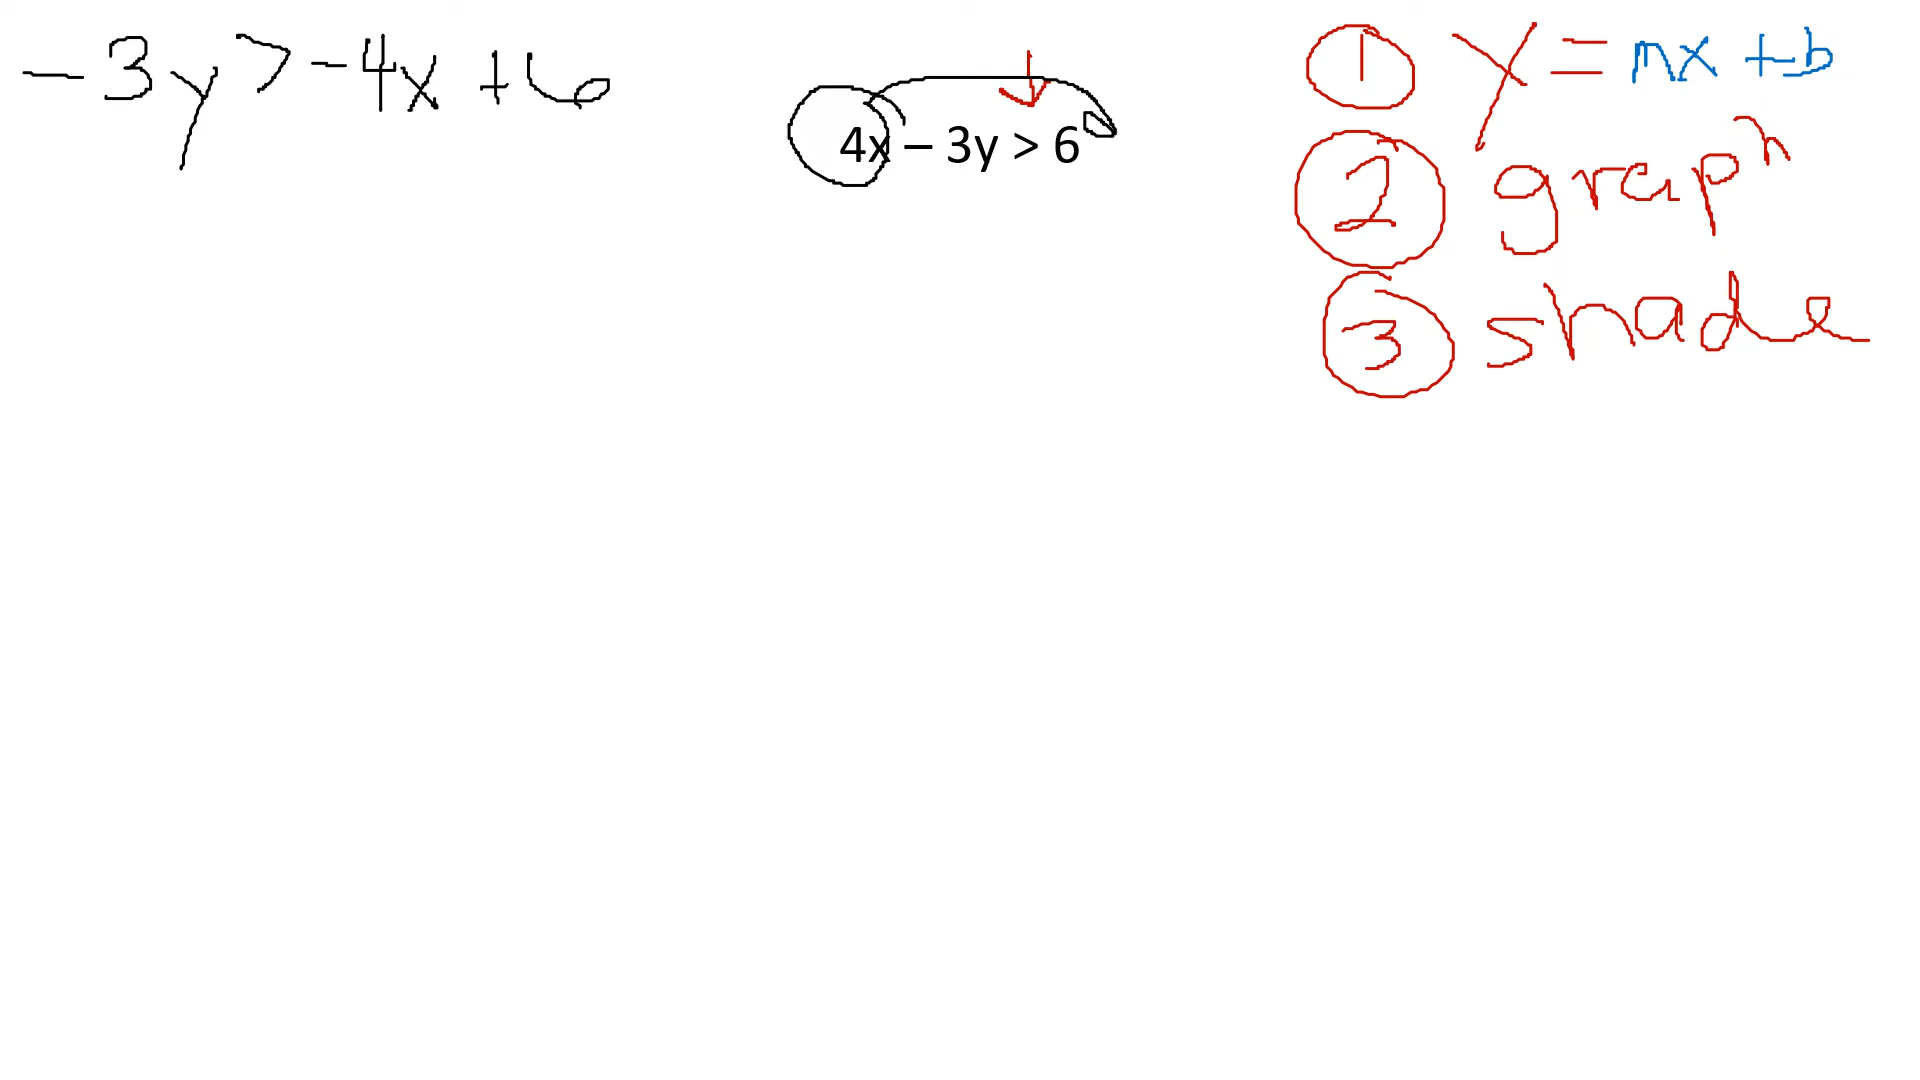 -3y > -4x + 6
4x – 3y > 6
① y = mx + b
② graph
③ shade